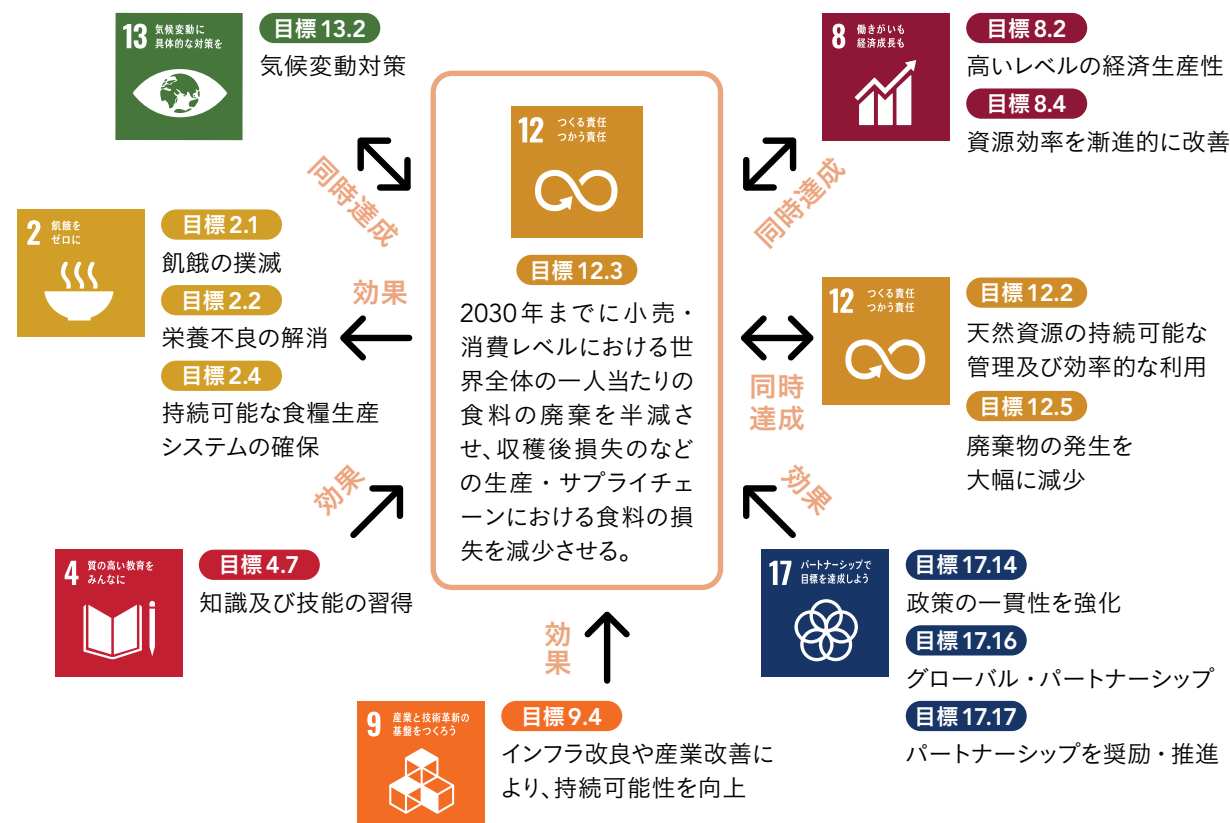 13 気候変動に
具体的な対策を
目標 13.2
気候変動対策
同時達成
2 飢餓を
ゼロに
目標 2.1
飢餓の撲滅
目標 2.2
栄養不良の解消
目標 2.4
持続可能な食糧生産
システムの確保
効果
4 質の高い教育を
みんなに
目標 4.7
知識及び技能の習得
効果
12 つくる責任
つかう責任
目標 12.3
2030年までに小売・
消費レベルにおける世
界全体の一人当たりの
食料の廃棄を半減さ
せ、収穫後損失のなど
の生産・サプライチェ
ーンにおける食料の損
失を減少させる。
効果
9 産業と技術革新の
基盤をつくろう
目標 9.4
インフラ改良や産業改善に
より、持続可能性を向上
8 働きがいも
経済成長も
目標 8.2
高いレベルの経済生産性
目標 8.4
資源効率を漸進的に改善
同時達成
12 つくる責任
つかう責任
目標 12.2
天然資源の持続可能な
管理及び効率的な利用
目標 12.5
廃棄物の発生を
大幅に減少
同時
達成
効果
17 パートナーシップで
目標を達成しよう
目標 17.14
政策の一貫性を強化
目標 17.16
グローバル・パートナーシップ
目標 17.17
パートナーシップを奨励・推進